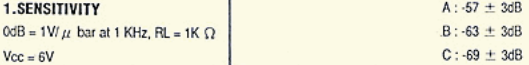 1.SENSITIVITY
0dB = 1V/ μ bar at 1 KHz, RL = 1K Ω
Vcc = 6V
A : -57 ± 3dB
B : -63 ± 3dB
C : -69 ± 3dB